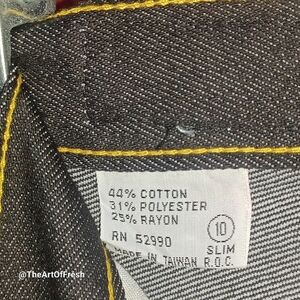 44% COTTON
31% POLYESTER
25% RAYON
10
RN 52990
SLIM
MADE IN TAIWAN R.O.C.
@TheArtOfFresh